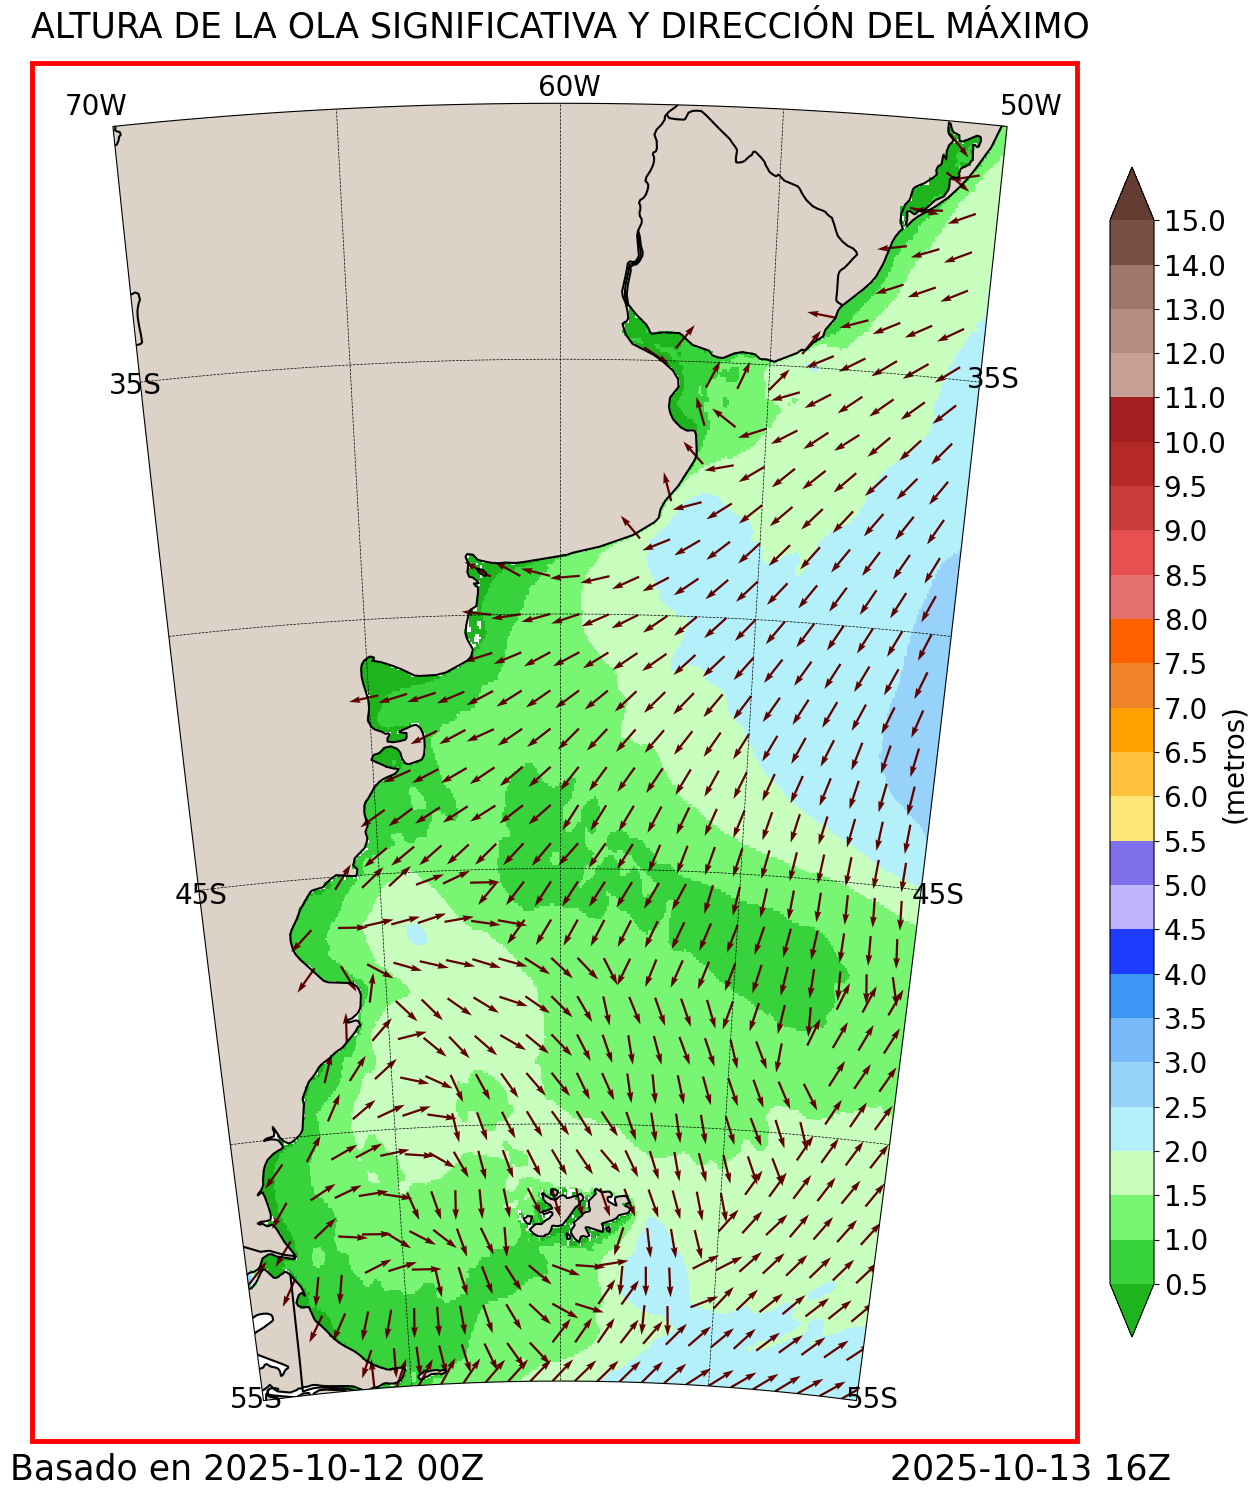 ALTURA DE LA OLA SIGNIFICATIVA Y DIRECCIÓN DEL MÁXIMO
70W
60W
50W
35S
35S
45S
45S
55S
55S
15.0
14.0
13.0
12.0
11.0
10.0
9.5
9.0
8.5
8.0
7.5
7.0
6.5
6.0
5.5
5.0
4.5
4.0
3.5
3.0
2.5
2.0
1.5
1.0
0.5
(metros)
Basado en 2025-10-12 00Z
2025-10-13 16Z